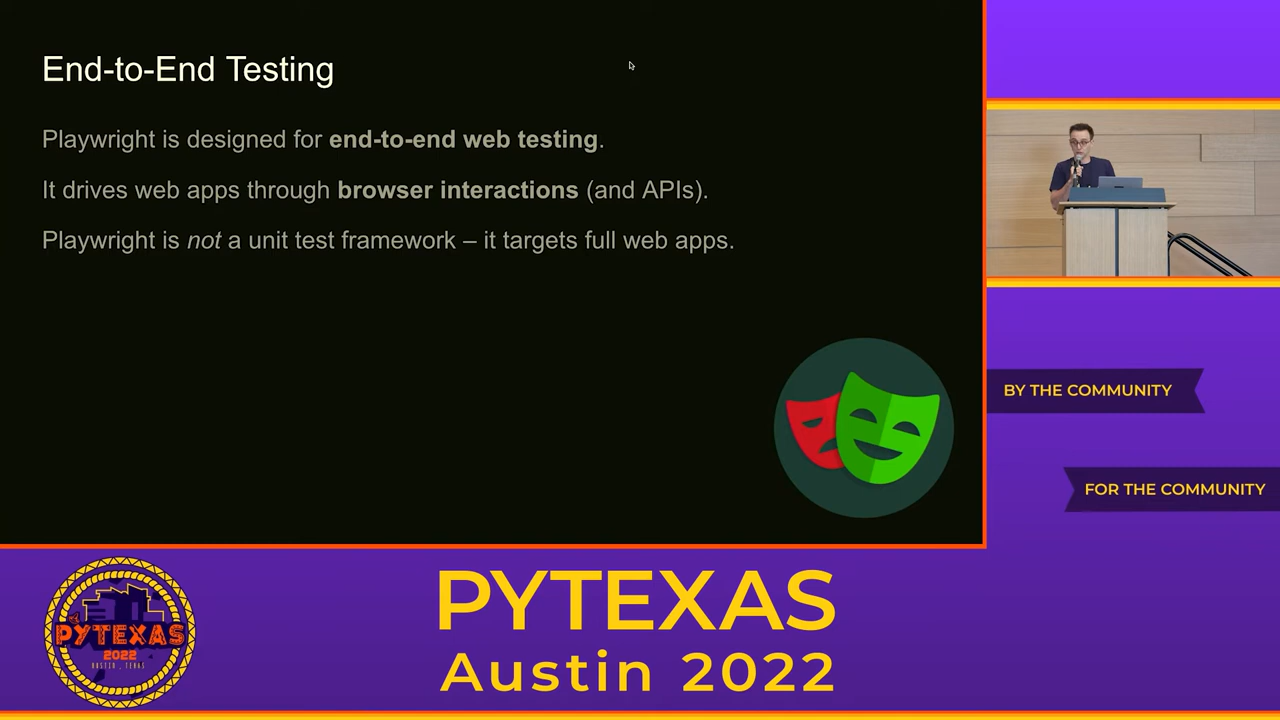 End-to-End Testing
Playwright is designed for end-to-end web testing.
It drives web apps through browser interactions (and APIs).
Playwright is not a unit test framework – it targets full web apps.
BY THE COMMUNITY
FOR THE COMMUNITY
PYTEXAS
2022
AUSTIN, TEXAS
PYTEXAS
Austin 2022